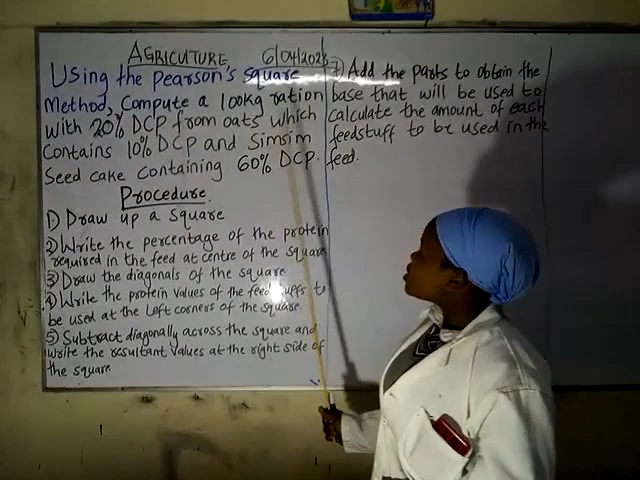 AGRICUTURE 6/04/202
Using the Pearson's square
Method, Compute a 100kg ration
with 20% DCP from oats which
Contains 10% DCP and Simsim
Seed cake containing 60% DCP.
Procedure
1) Draw up a square
2) Write the percentage of the protein
required in the feed at centre of the square
3) Draw the diagonals of the square
4) Write the protein values of the feedstuffs to
be used at the Left corners of the square.
5) Subtract diagonally across the square and
write the resultant values at the right side of
the square
7) Add the parts to obtain the
base that will be used to
calculate the amount of each
feedstuff to be used in the
feed.